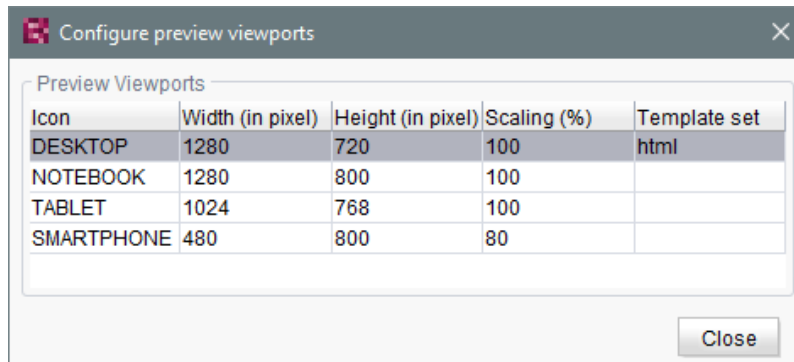 Configure preview viewports
Preview Viewports
Icon Width (in pixel) Height (in pixel) Scaling (%) Template set
DESKTOP 1280 720 100 html
NOTEBOOK 1280 800 100
TABLET 1024 768 100
SMARTPHONE 480 800 80
Close